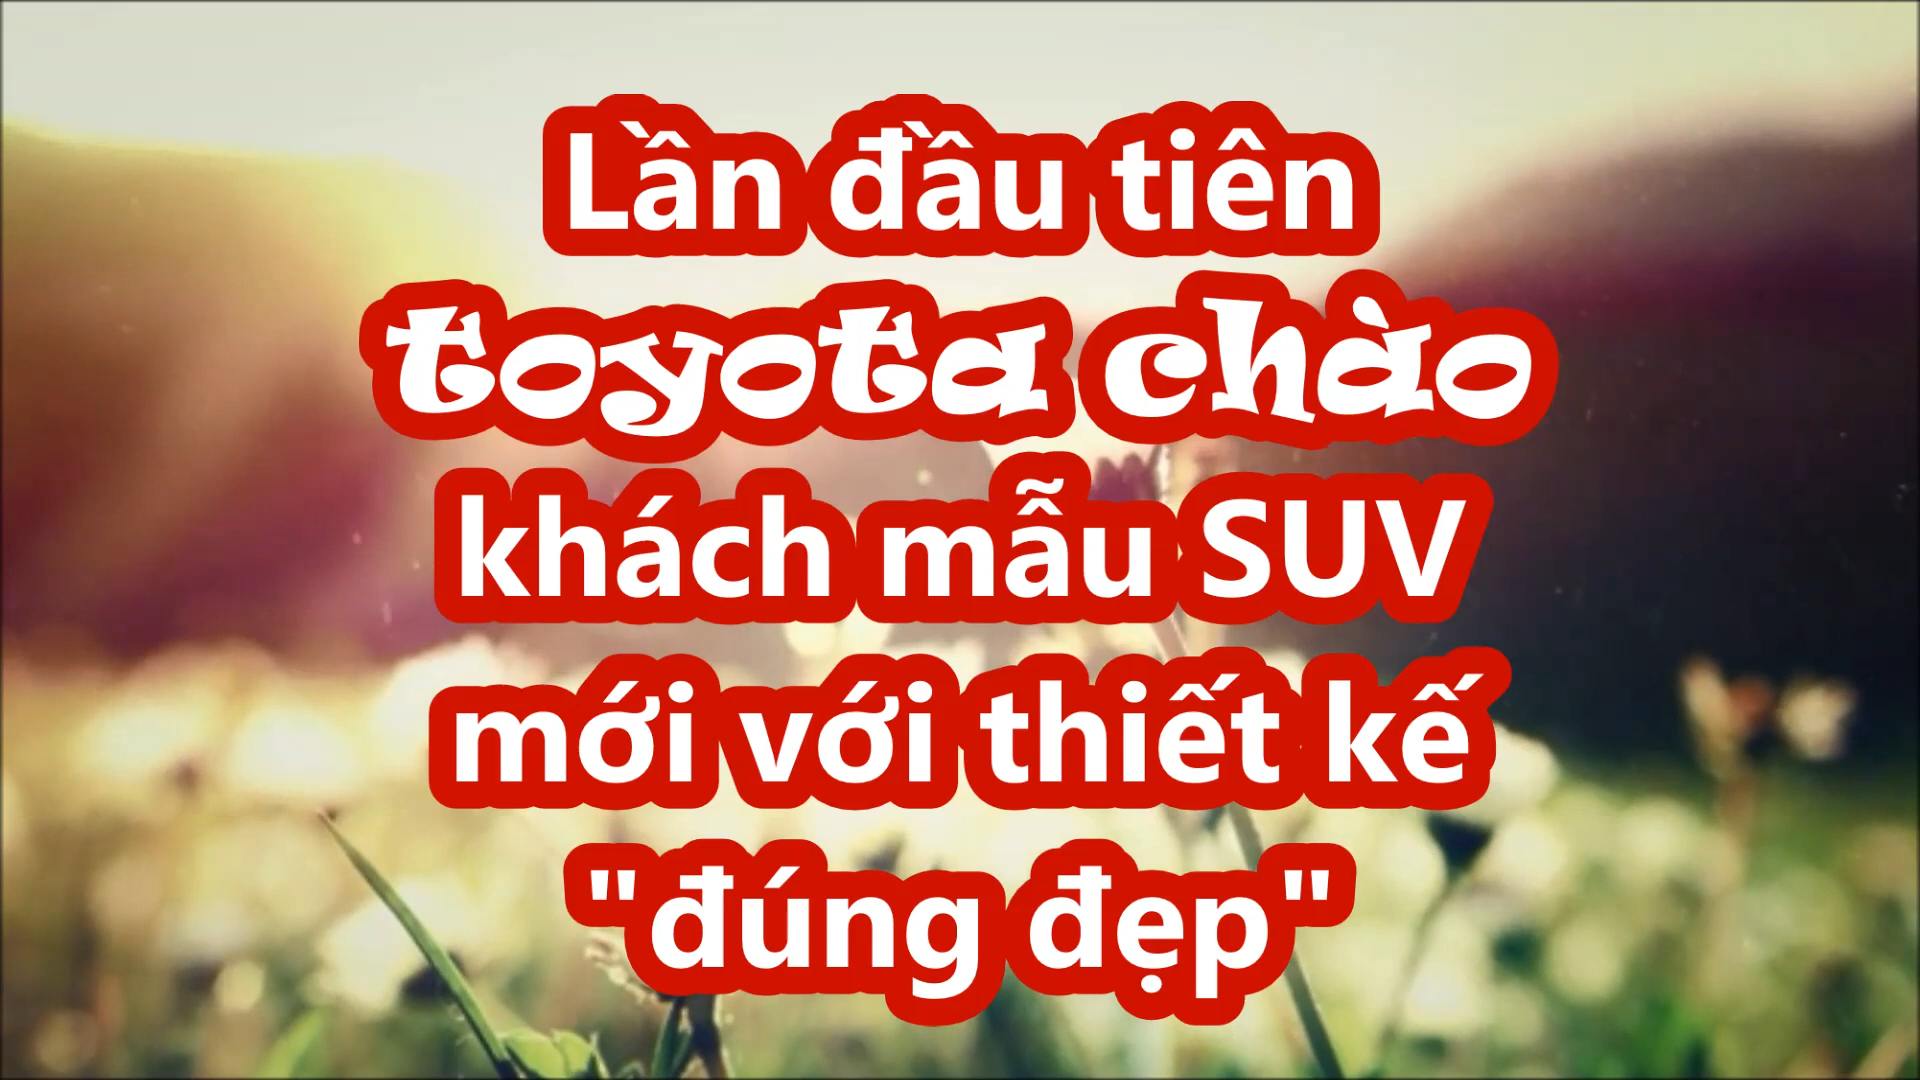 Lần đầu tiên
toyota chào
khách mẫu SUV
mới với thiết kế
"đúng đẹp"